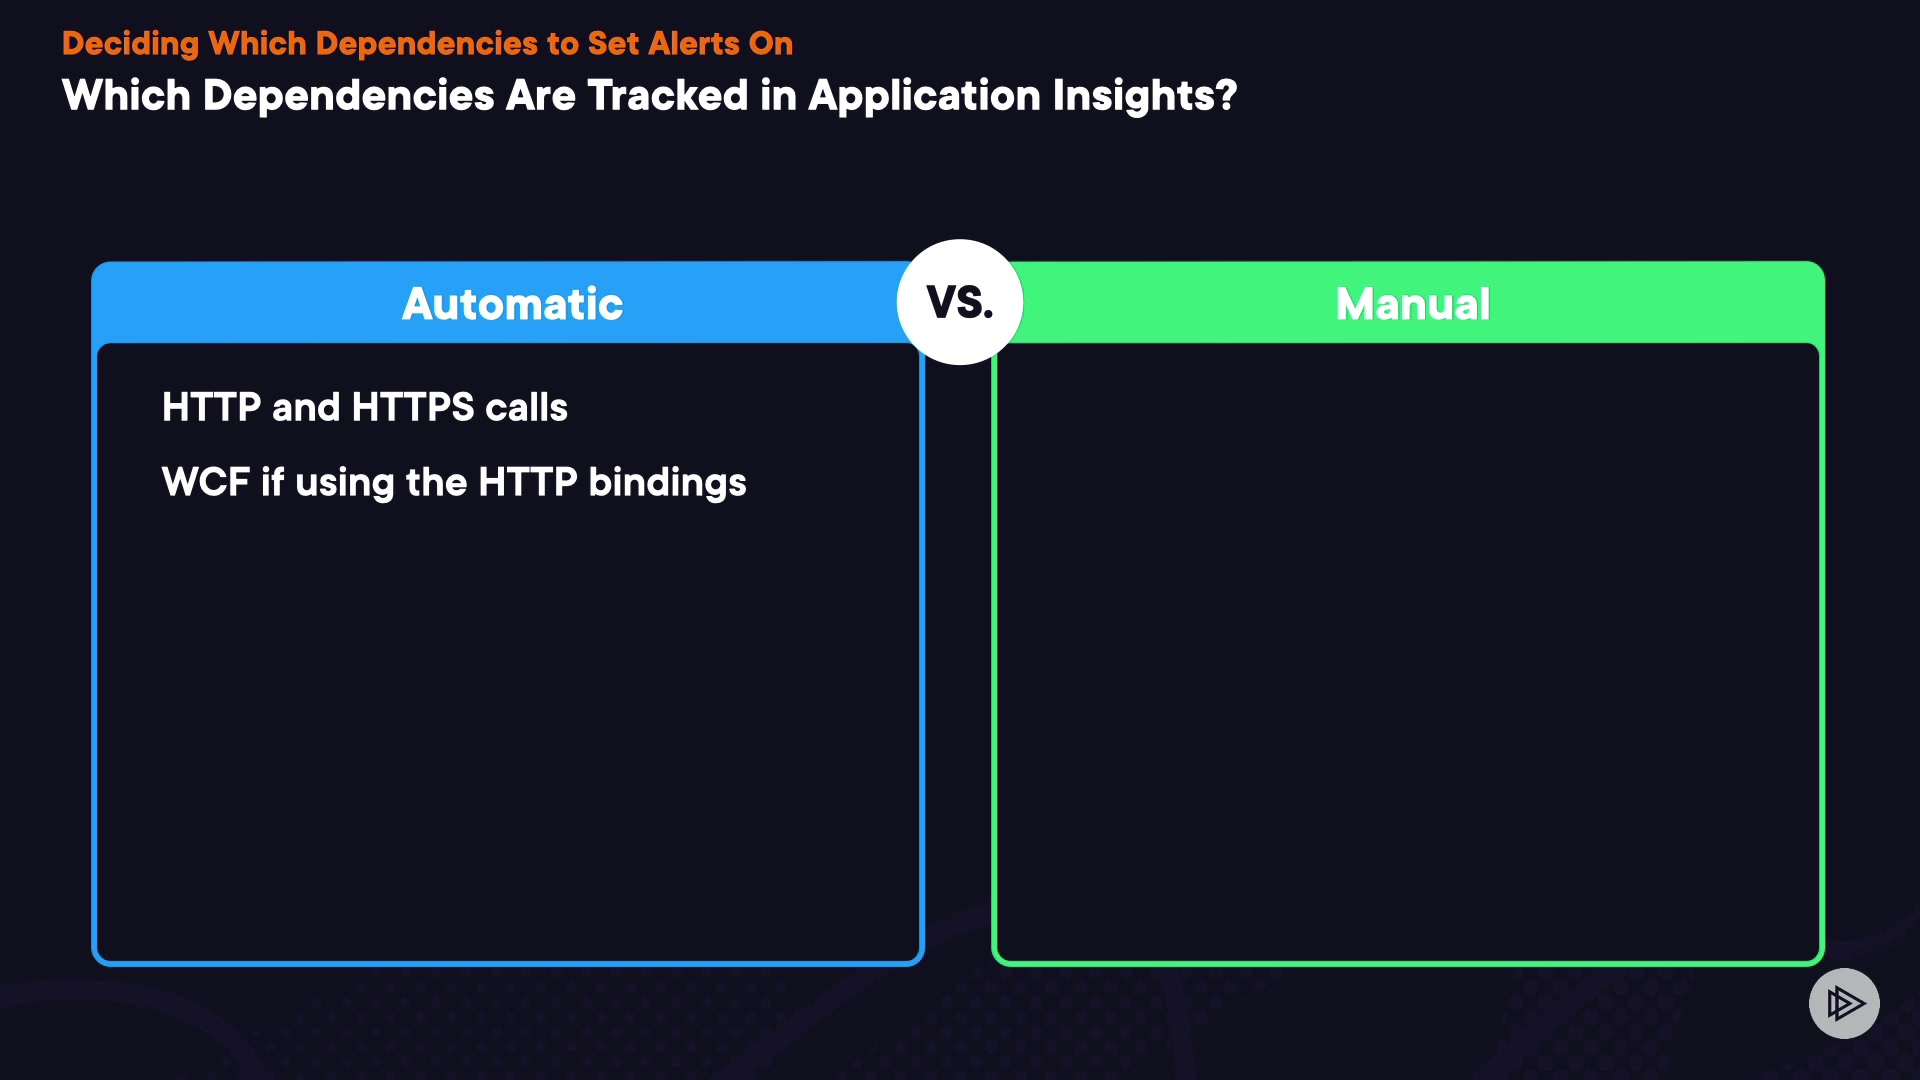 Deciding Which Dependencies to Set Alerts On
Which Dependencies Are Tracked in Application Insights?
Automatic
VS.
Manual
HTTP and HTTPS calls
WCF if using the HTTP bindings